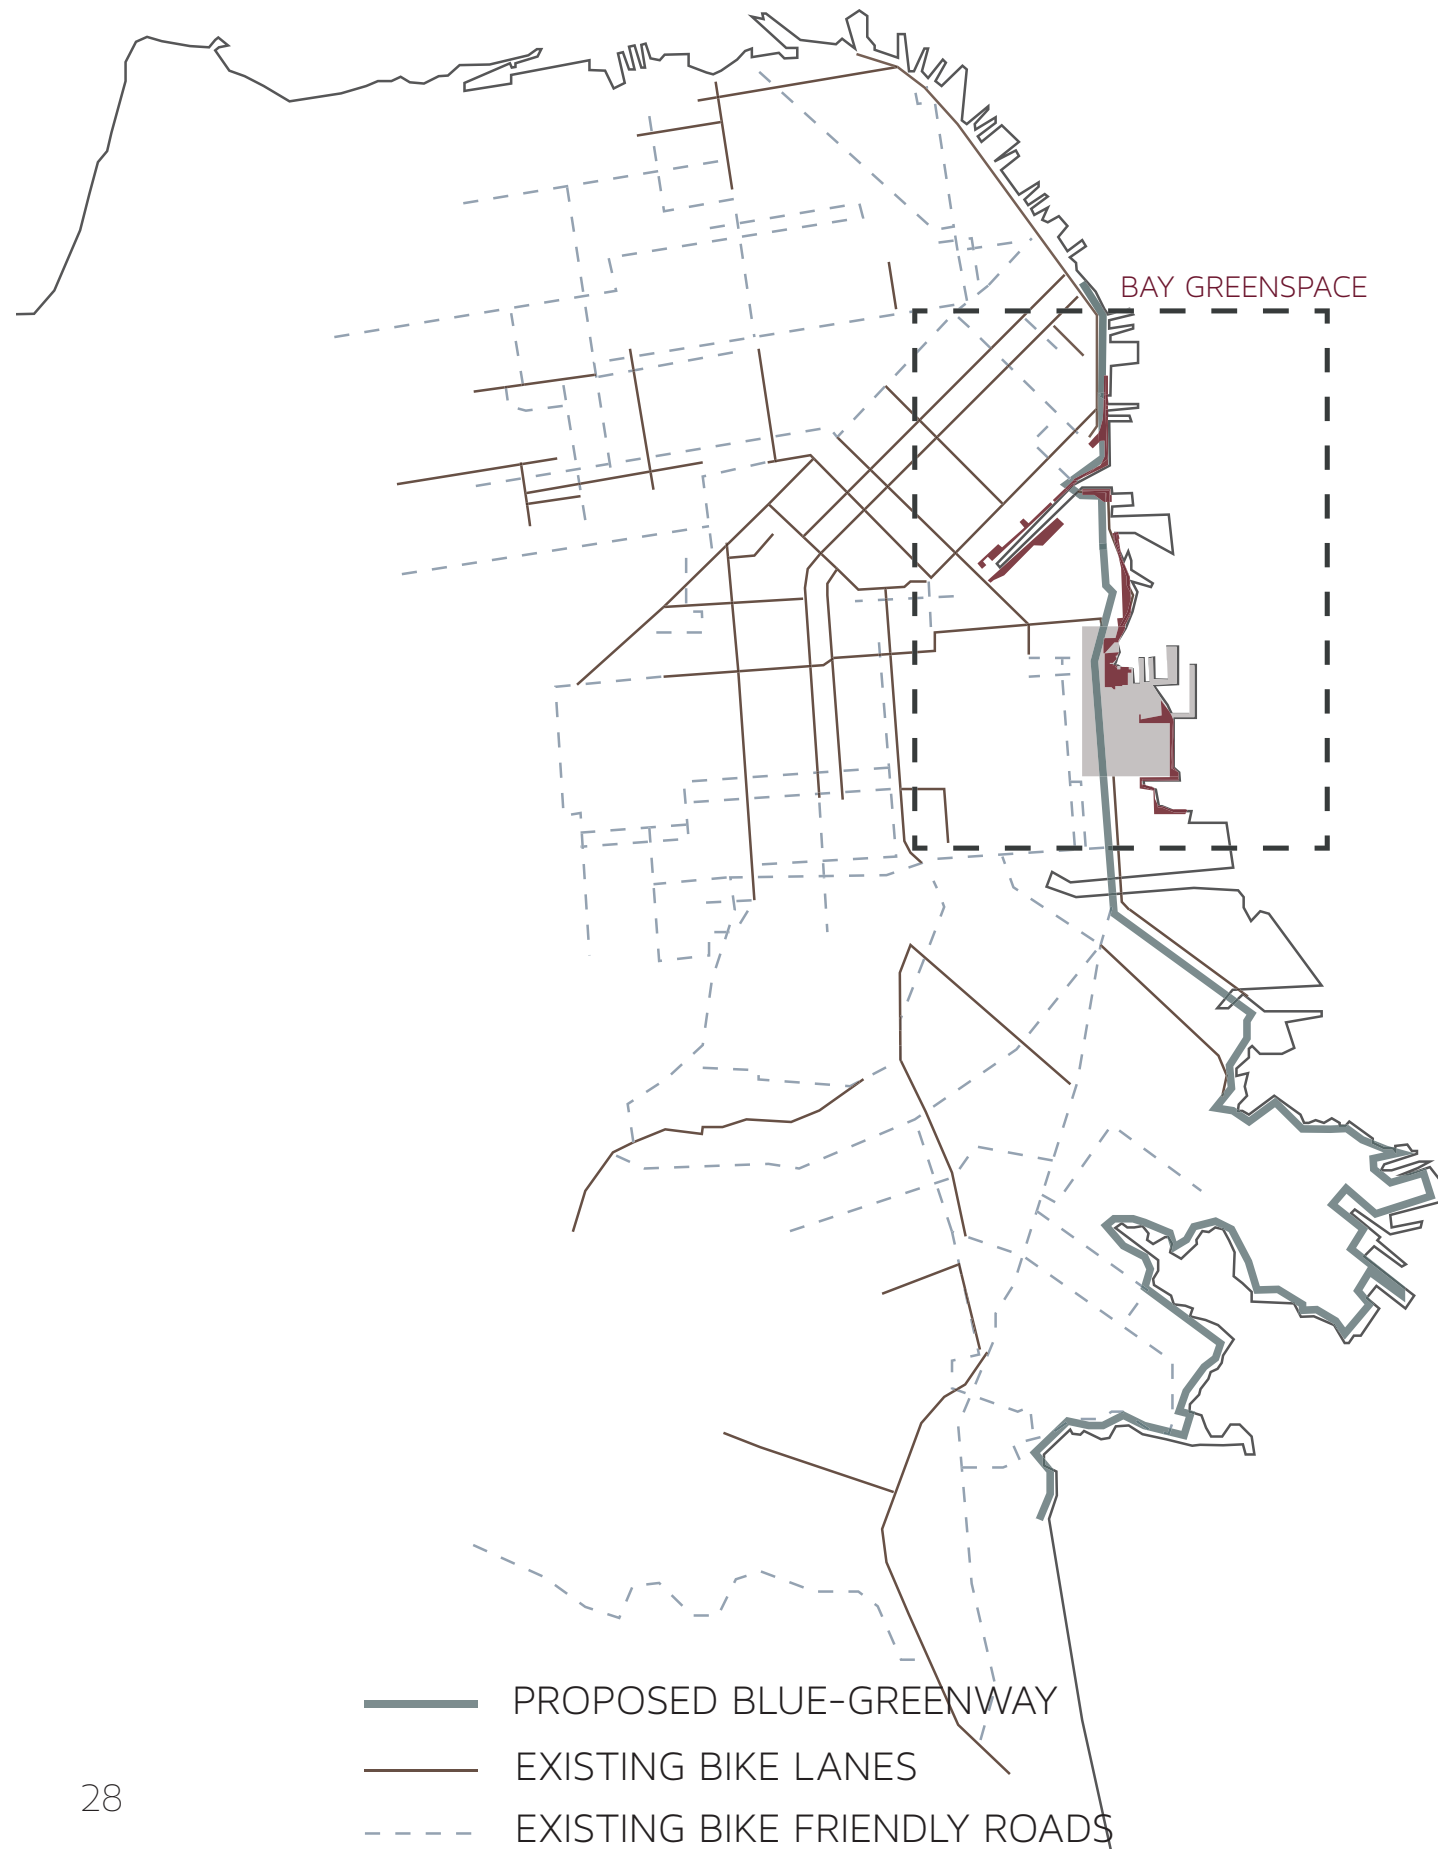 BAY GREENSPACE
PROPOSED BLUE-GREENWAY
EXISTING BIKE LANES
28
EXISTING BIKE FRIENDLY ROADS